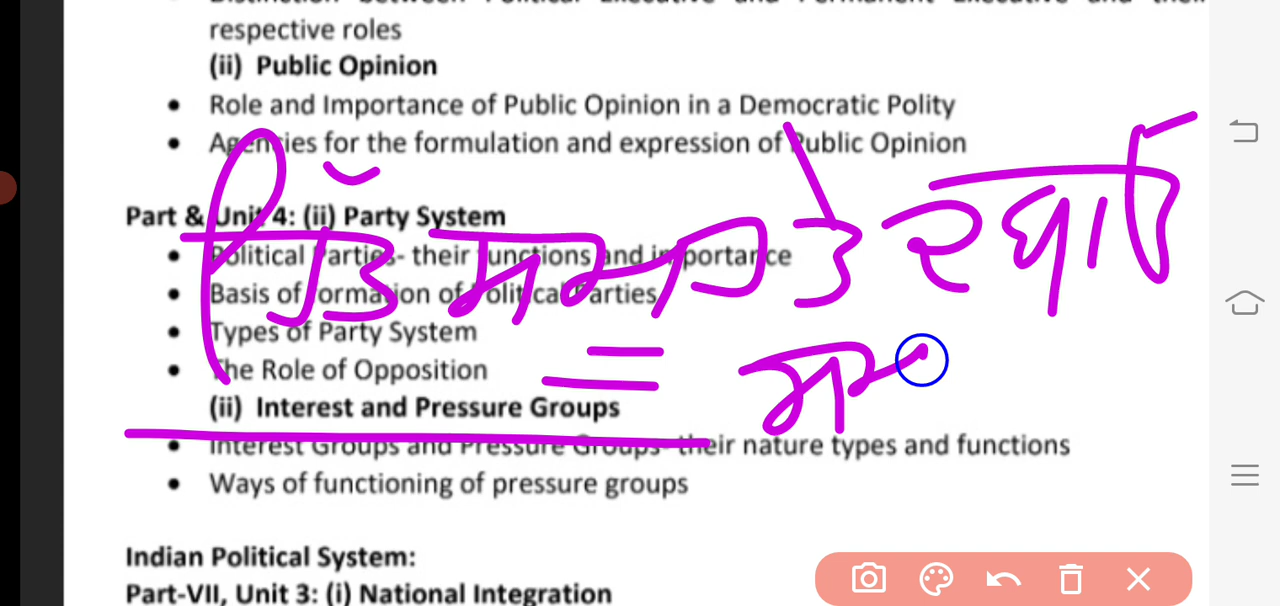 respective roles
(ii) Public Opinion
• Role and Importance of Public Opinion in a Democratic Polity
• Agencies for the formulation and expression of Public Opinion
Part & Unit 4: (ii) Party System
• Political Parties- their functions and importance
• Basis of formation of Political Parties
• Types of Party System
• The Role of Opposition
(ii) Interest and Pressure Groups
• Interest Groups and Pressure Groups- their nature types and functions
• Ways of functioning of pressure groups
Indian Political System:
Part-VII, Unit 3: (i) National Integration